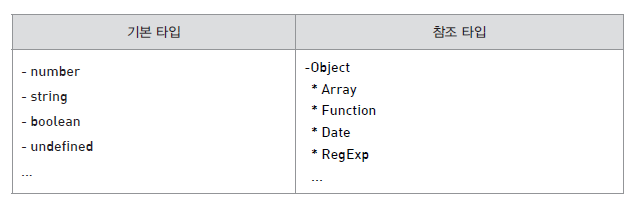 기본 타입
참조 타입
- number
- string
- boolean
- undefined
...
-Object
* Array
* Function
* Date
* RegExp
...